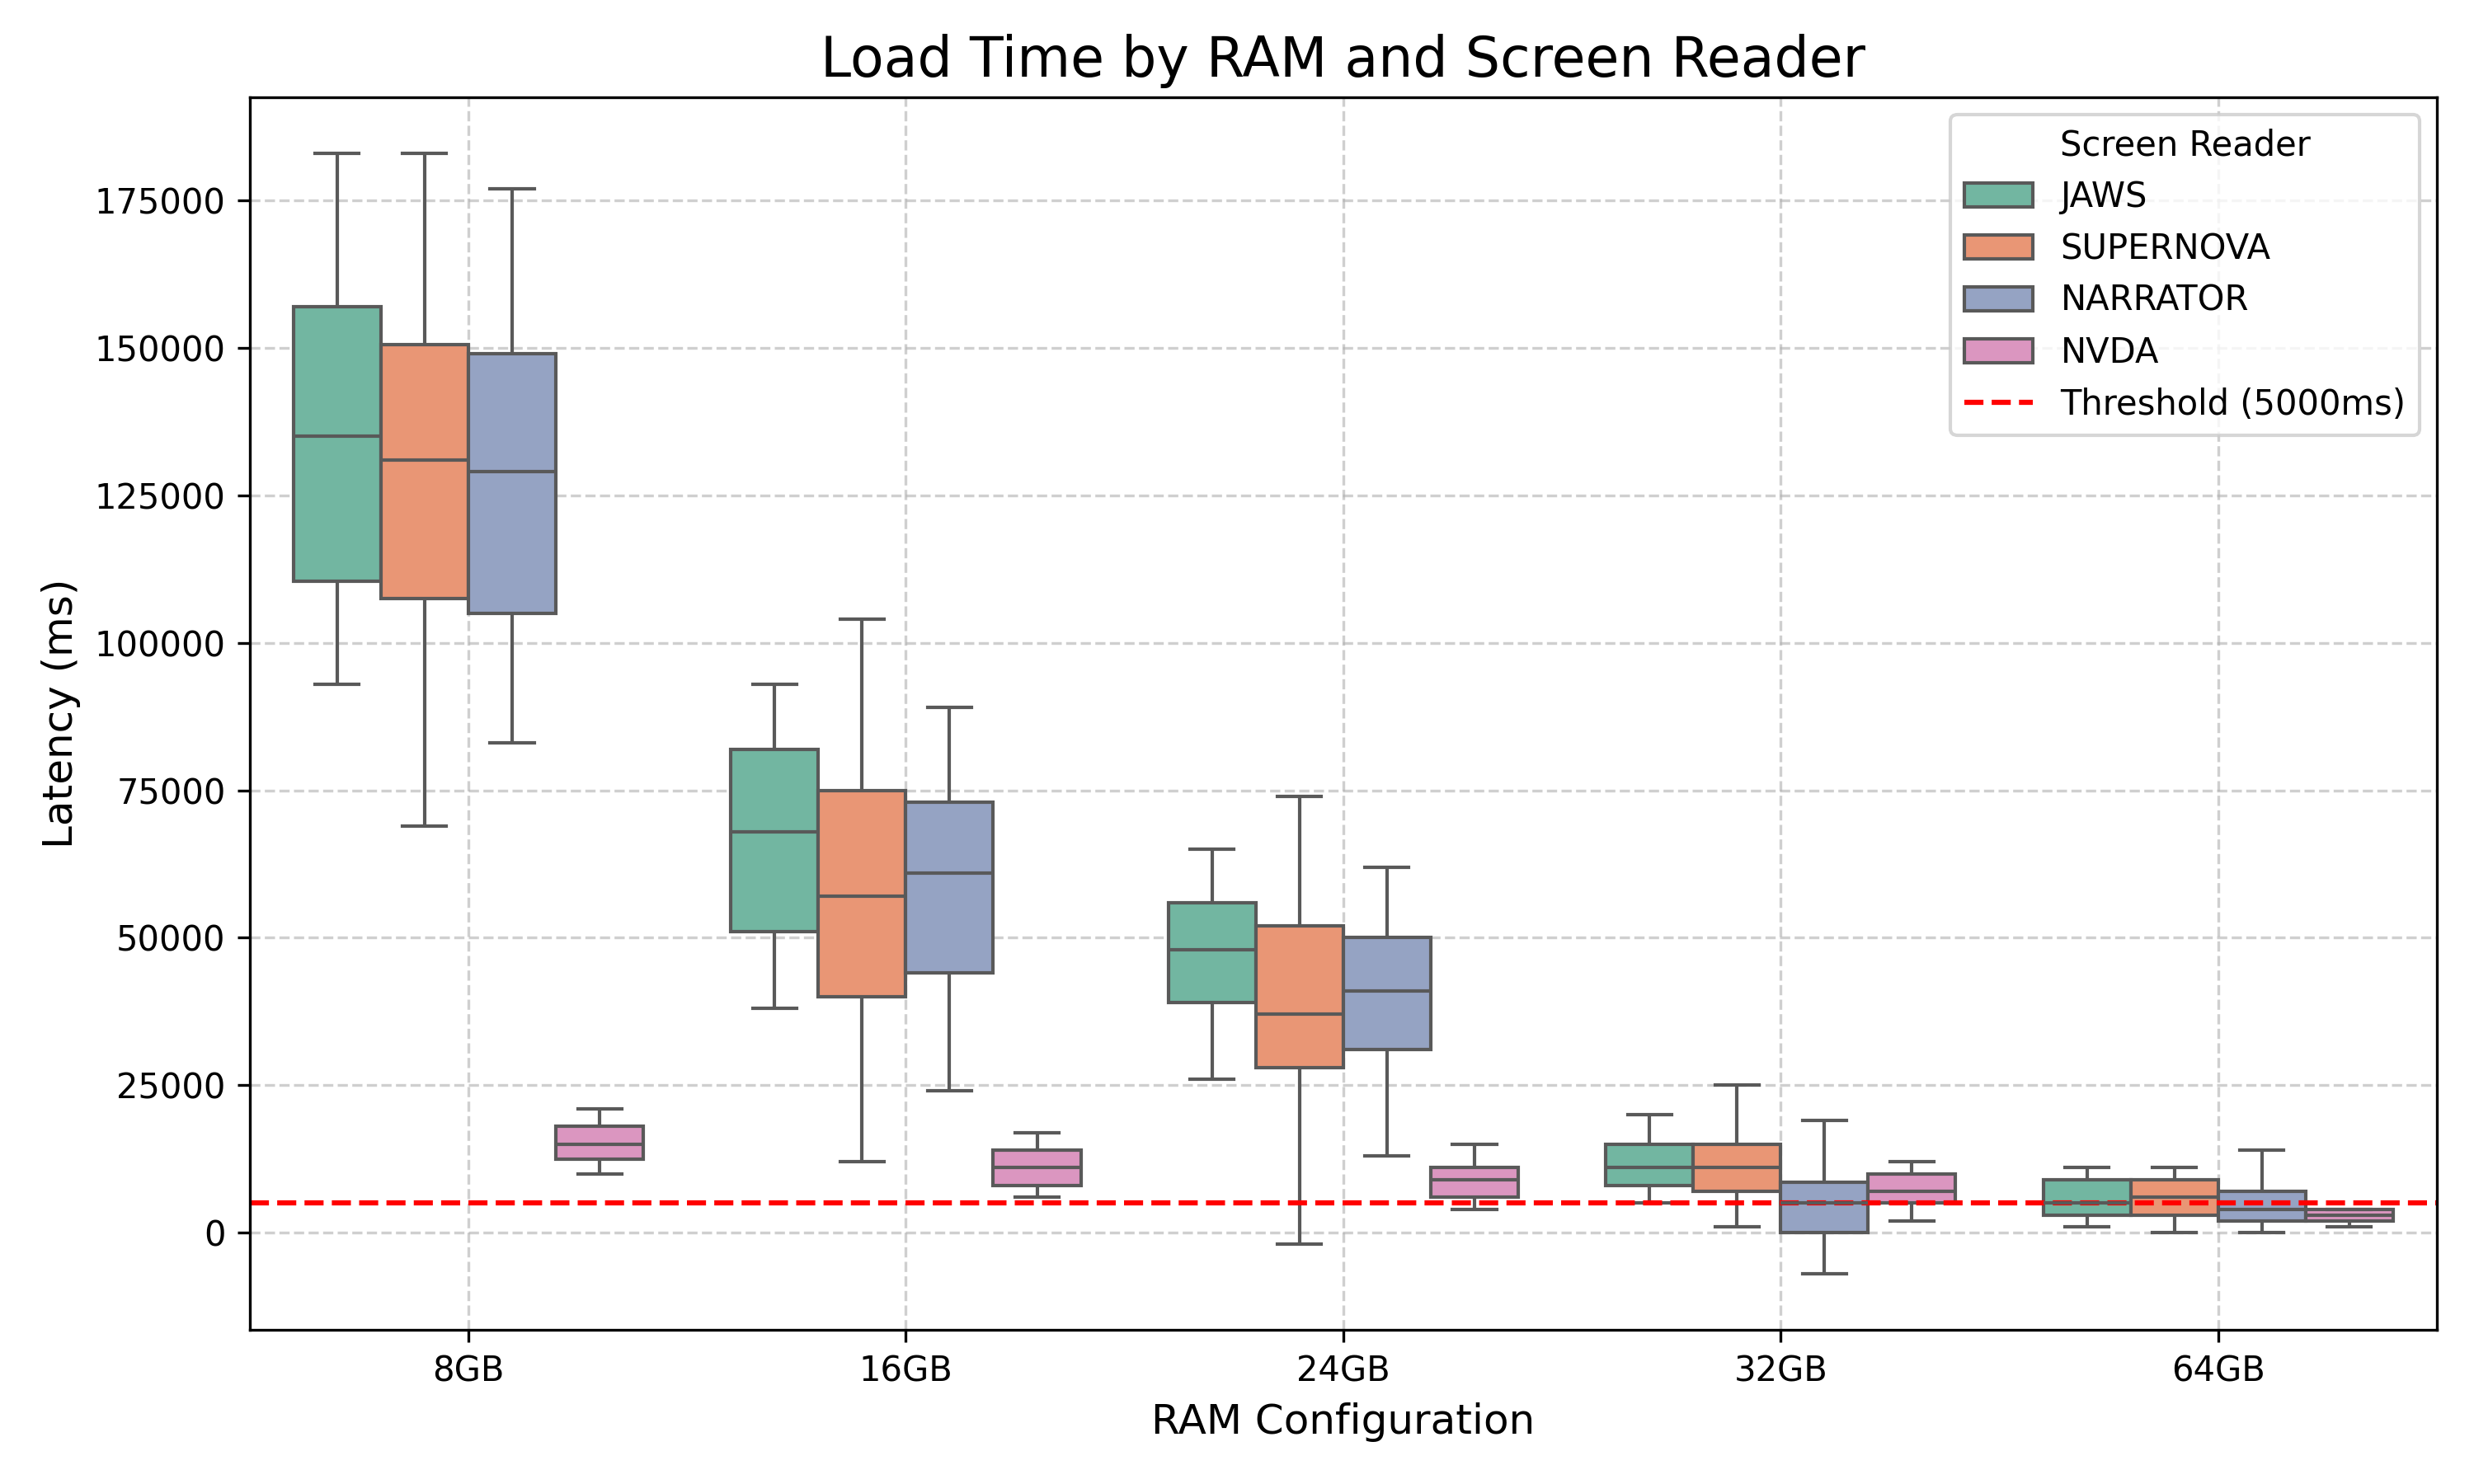 Load Time by RAM and Screen Reader
Screen Reader
JAWS
SUPERNOVA
NARRATOR
NVDA
Threshold (5000ms)
Latency (ms)
175000
150000
125000
100000
75000
50000
25000
0
8GB
16GB
24GB
32GB
64GB
RAM Configuration